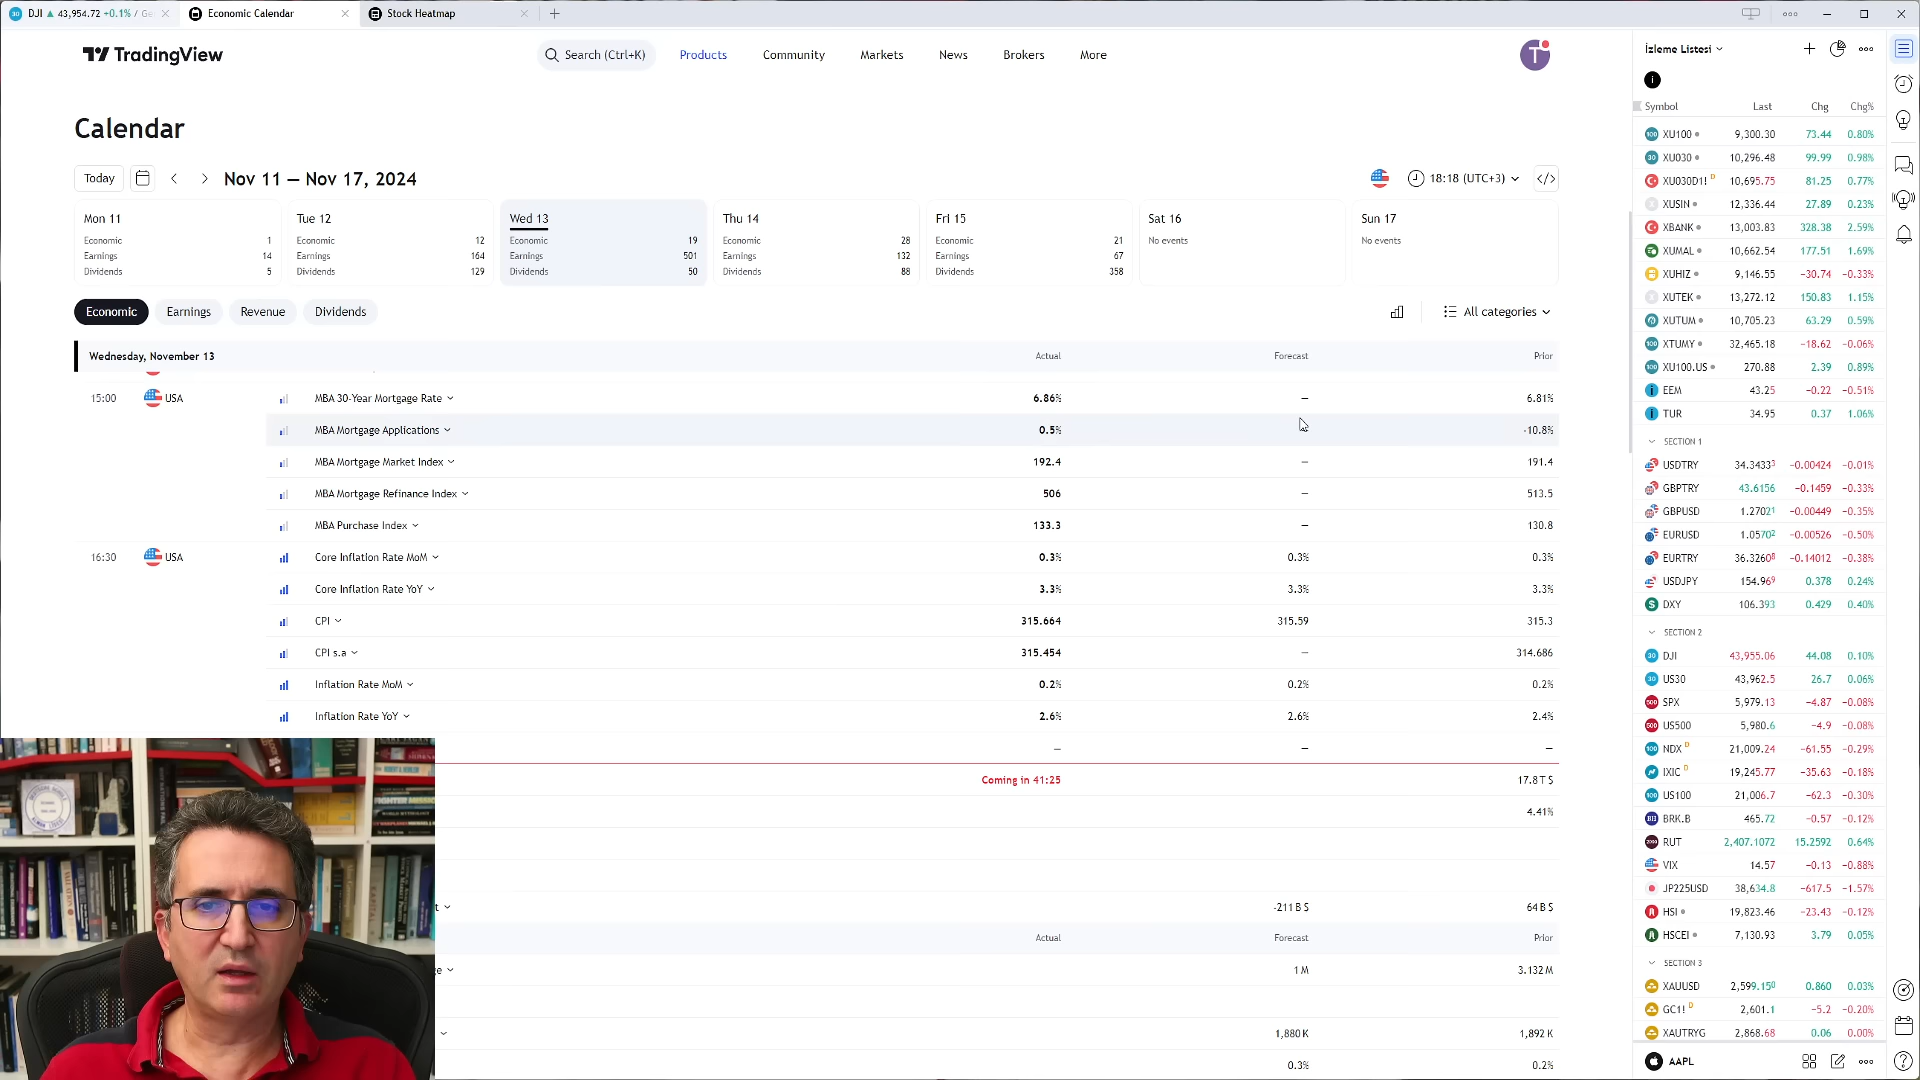 DJI ▲ 43,954.72 +0.1% / Ge
Economic Calendar
Stock Heatmap
TradingView
Search (Ctrl+K)
Products
Community
Markets
News
Brokers
More
T
Calendar
Today
Nov 11 — Nov 17, 2024
18:18 (UTC+3)
Mon 11
Economic 1
Earnings 14
Dividends 5
Tue 12
Economic 12
Earnings 164
Dividends 129
Wed 13
Economic 19
Earnings 501
Dividends 50
Thu 14
Economic 28
Earnings 132
Dividends 88
Fri 15
Economic 21
Earnings 67
Dividends 358
Sat 16
No events
Sun 17
No events
Economic Earnings Revenue Dividends
All categories
Wednesday, November 13 Actual Forecast Prior
15:00 USA MBA 30-Year Mortgage Rate 6.86% — 6.81%
MBA Mortgage Applications 0.5% -10.8%
MBA Mortgage Market Index 192.4 — 191.4
MBA Mortgage Refinance Index 506 — 513.5
MBA Purchase Index 133.3 — 130.8
16:30 USA Core Inflation Rate MoM 0.3% 0.3% 0.3%
Core Inflation Rate YoY 3.3% 3.3% 3.3%
CPI 315.664 315.59 315.3
CPI s.a 315.454 — 314.686
Inflation Rate MoM 0.2% 0.2% 0.2%
Inflation Rate YoY 2.6% 2.6% 2.4%
— — —
Coming in 41:25 17.8 T $
4.41%
t -211 B $ 64 B $
Actual Forecast Prior
ge 1 M 3.132 M
1,880 K 1,892 K
0.3% 0.2%
İzleme Listesi
Symbol Last Chg Chg%
XU100 9,300.30 73.44 0.80%
XU030 10,296.48 99.99 0.98%
XU030D1! D 10,695.75 81.25 0.77%
XUSIN 12,336.44 27.89 0.23%
XBANK 13,003.83 328.38 2.59%
XUMAL 10,662.54 177.51 1.69%
XUHIZ 9,146.55 −30.74 −0.33%
XUTEK 13,272.12 150.83 1.15%
XUTUM 10,705.23 63.29 0.59%
XTUMY 32,465.18 −18.62 −0.06%
XU100.US 270.88 2.39 0.89%
EEM 43.25 −0.22 −0.51%
TUR 34.95 0.37 1.06%
SECTION 1
USDTRY 34.3433³ −0.00424 −0.01%
GBPTRY 43.6156 −0.1459 −0.33%
GBPUSD 1.2702¹ −0.00449 −0.35%
EURUSD 1.0570² −0.00526 −0.50%
EURTRY 36.3260⁸ −0.14012 −0.38%
USDJPY 154.96⁹ 0.378 0.24%
DXY 106.393 0.429 0.40%
SECTION 2
DJI 43,955.06 44.08 0.10%
US30 43,962.5 26.7 0.06%
SPX 5,979.13 −4.87 −0.08%
US500 5,980.6 −4.9 −0.08%
NDX D 21,009.24 −61.55 −0.29%
IXIC D 19,245.77 −35.63 −0.18%
US100 21,006.7 −62.3 −0.30%
BRK.B 465.72 −0.57 −0.12%
RUT 2,407.1072 15.2592 0.64%
VIX 14.57 −0.13 −0.88%
JP225USD 38,634.8 −617.5 −1.57%
HSI 19,823.46 −23.43 −0.12%
HSCEI 7,130.93 3.79 0.05%
SECTION 3
XAUUSD 2,599.15⁰ 0.860 0.03%
GC1! D 2,601.1 −5.2 −0.20%
XAUTRYG 2,868.68 0.06 0.00%
AAPL